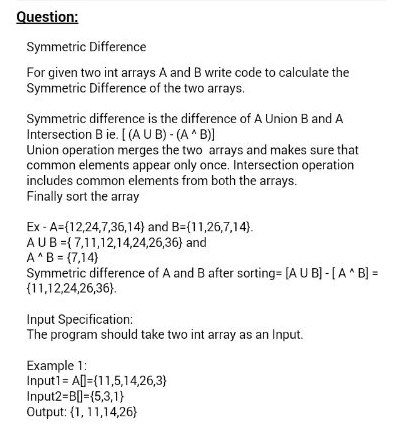 Question:
Symmetric Difference
For given two int arrays A and B write code to calculate the
Symmetric Difference of the two arrays.
Symmetric difference is the difference of A Union B and A
Intersection B ie. [ (A U B) - (A ^ B)]
Union operation merges the two arrays and makes sure that
common elements appear only once. Intersection operation
includes common elements from both the arrays.
Finally sort the array
Ex - A={12,24,7,36,14} and B={11,26,7,14}.
A U B ={ 7,11,12,14,24,26,36} and
A ^ B = {7,14}
Symmetric difference of A and B after sorting= [A U B] - [ A ^ B] =
{11,12,24,26,36}.
Input Specification:
The program should take two int array as an Input.
Example 1:
Input1= A[]={11,5,14,26,3}
Input2=B[]={5,3,1}
Output: {1, 11,14,26}